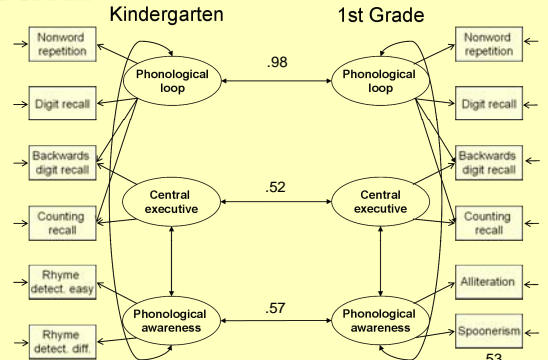 Kindergarten
1st Grade
Nonword
repetition
Digit recall
Backwards
digit recall
Counting
recall
Rhyme
detect. easy
Rhyme
detect. diff.
Phonological
loop
Central
executive
Phonological
awareness
.98
.52
.57
Phonological
loop
Central
executive
Phonological
awareness
Nonword
repetition
Digit recall
Backwards
digit recall
Counting
recall
Alliteration
Spoonerism
.53